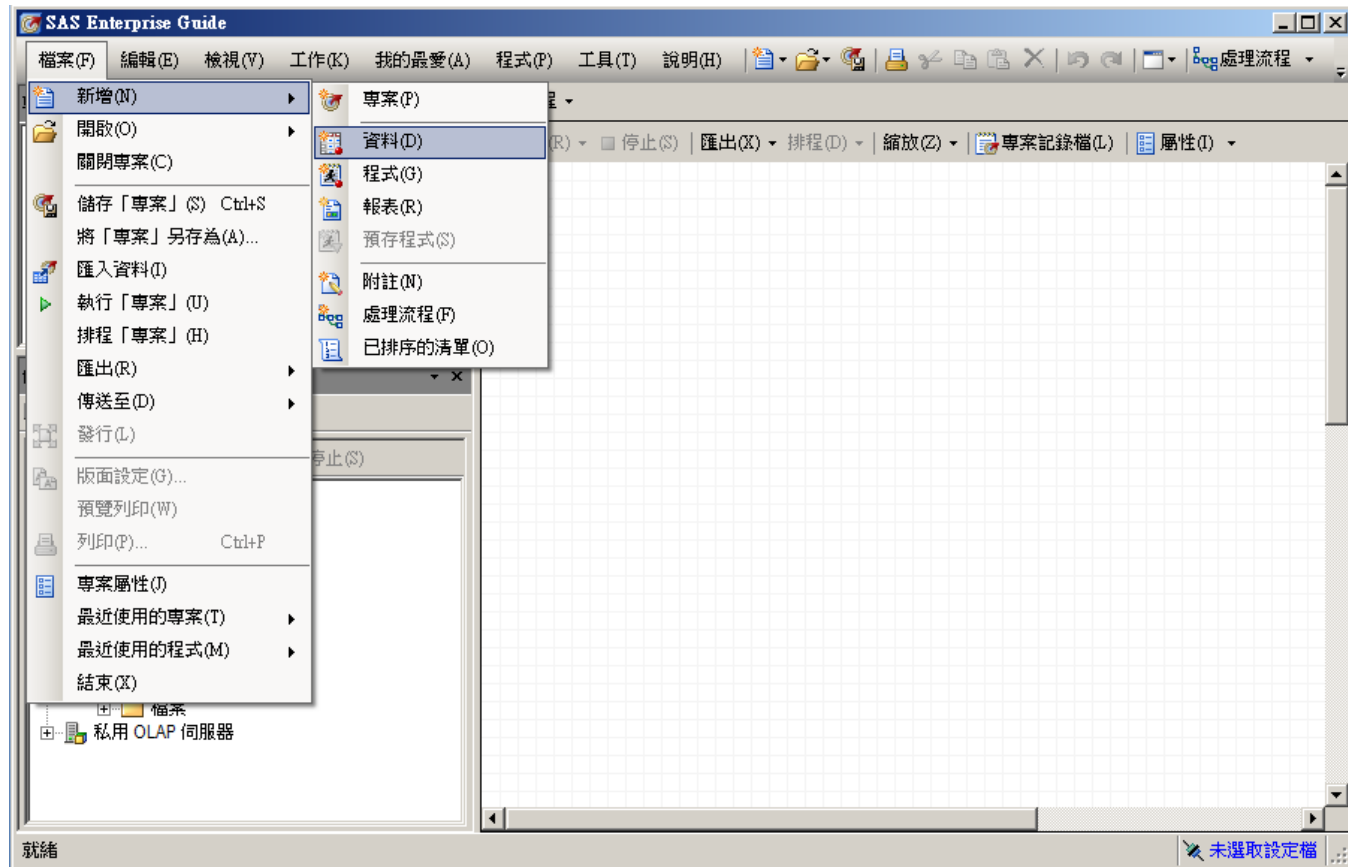 SAS Enterprise Guide
檔案(F) 編輯(E) 檢視(V) 工作(K) 我的最愛(A) 程式(P) 工具(T) 說明(H) 處理流程
新增(N)
開啟(O)
關閉專案(C)
儲存「專案」(S) Ctrl+S
將「專案」另存為(A)...
匯入資料(I)
執行「專案」(U)
排程「專案」(H)
匯出(R)
傳送至(D)
發行(L)
版面設定(G)...
預覽列印(W)
列印(P)... Ctrl+P
專案屬性(J)
最近使用的專案(T)
最近使用的程式(M)
結束(X)
專案(P)
資料(D)
程式(G)
報表(R)
預存程式(S)
附註(N)
處理流程(F)
已排序的清單(O)
停止(S) 匯出(X) 排程(D) 縮放(Z) 專案記錄檔(L) 屬性(I)
停止(S)
檔案
私用 OLAP 伺服器
就緒 未選取設定檔